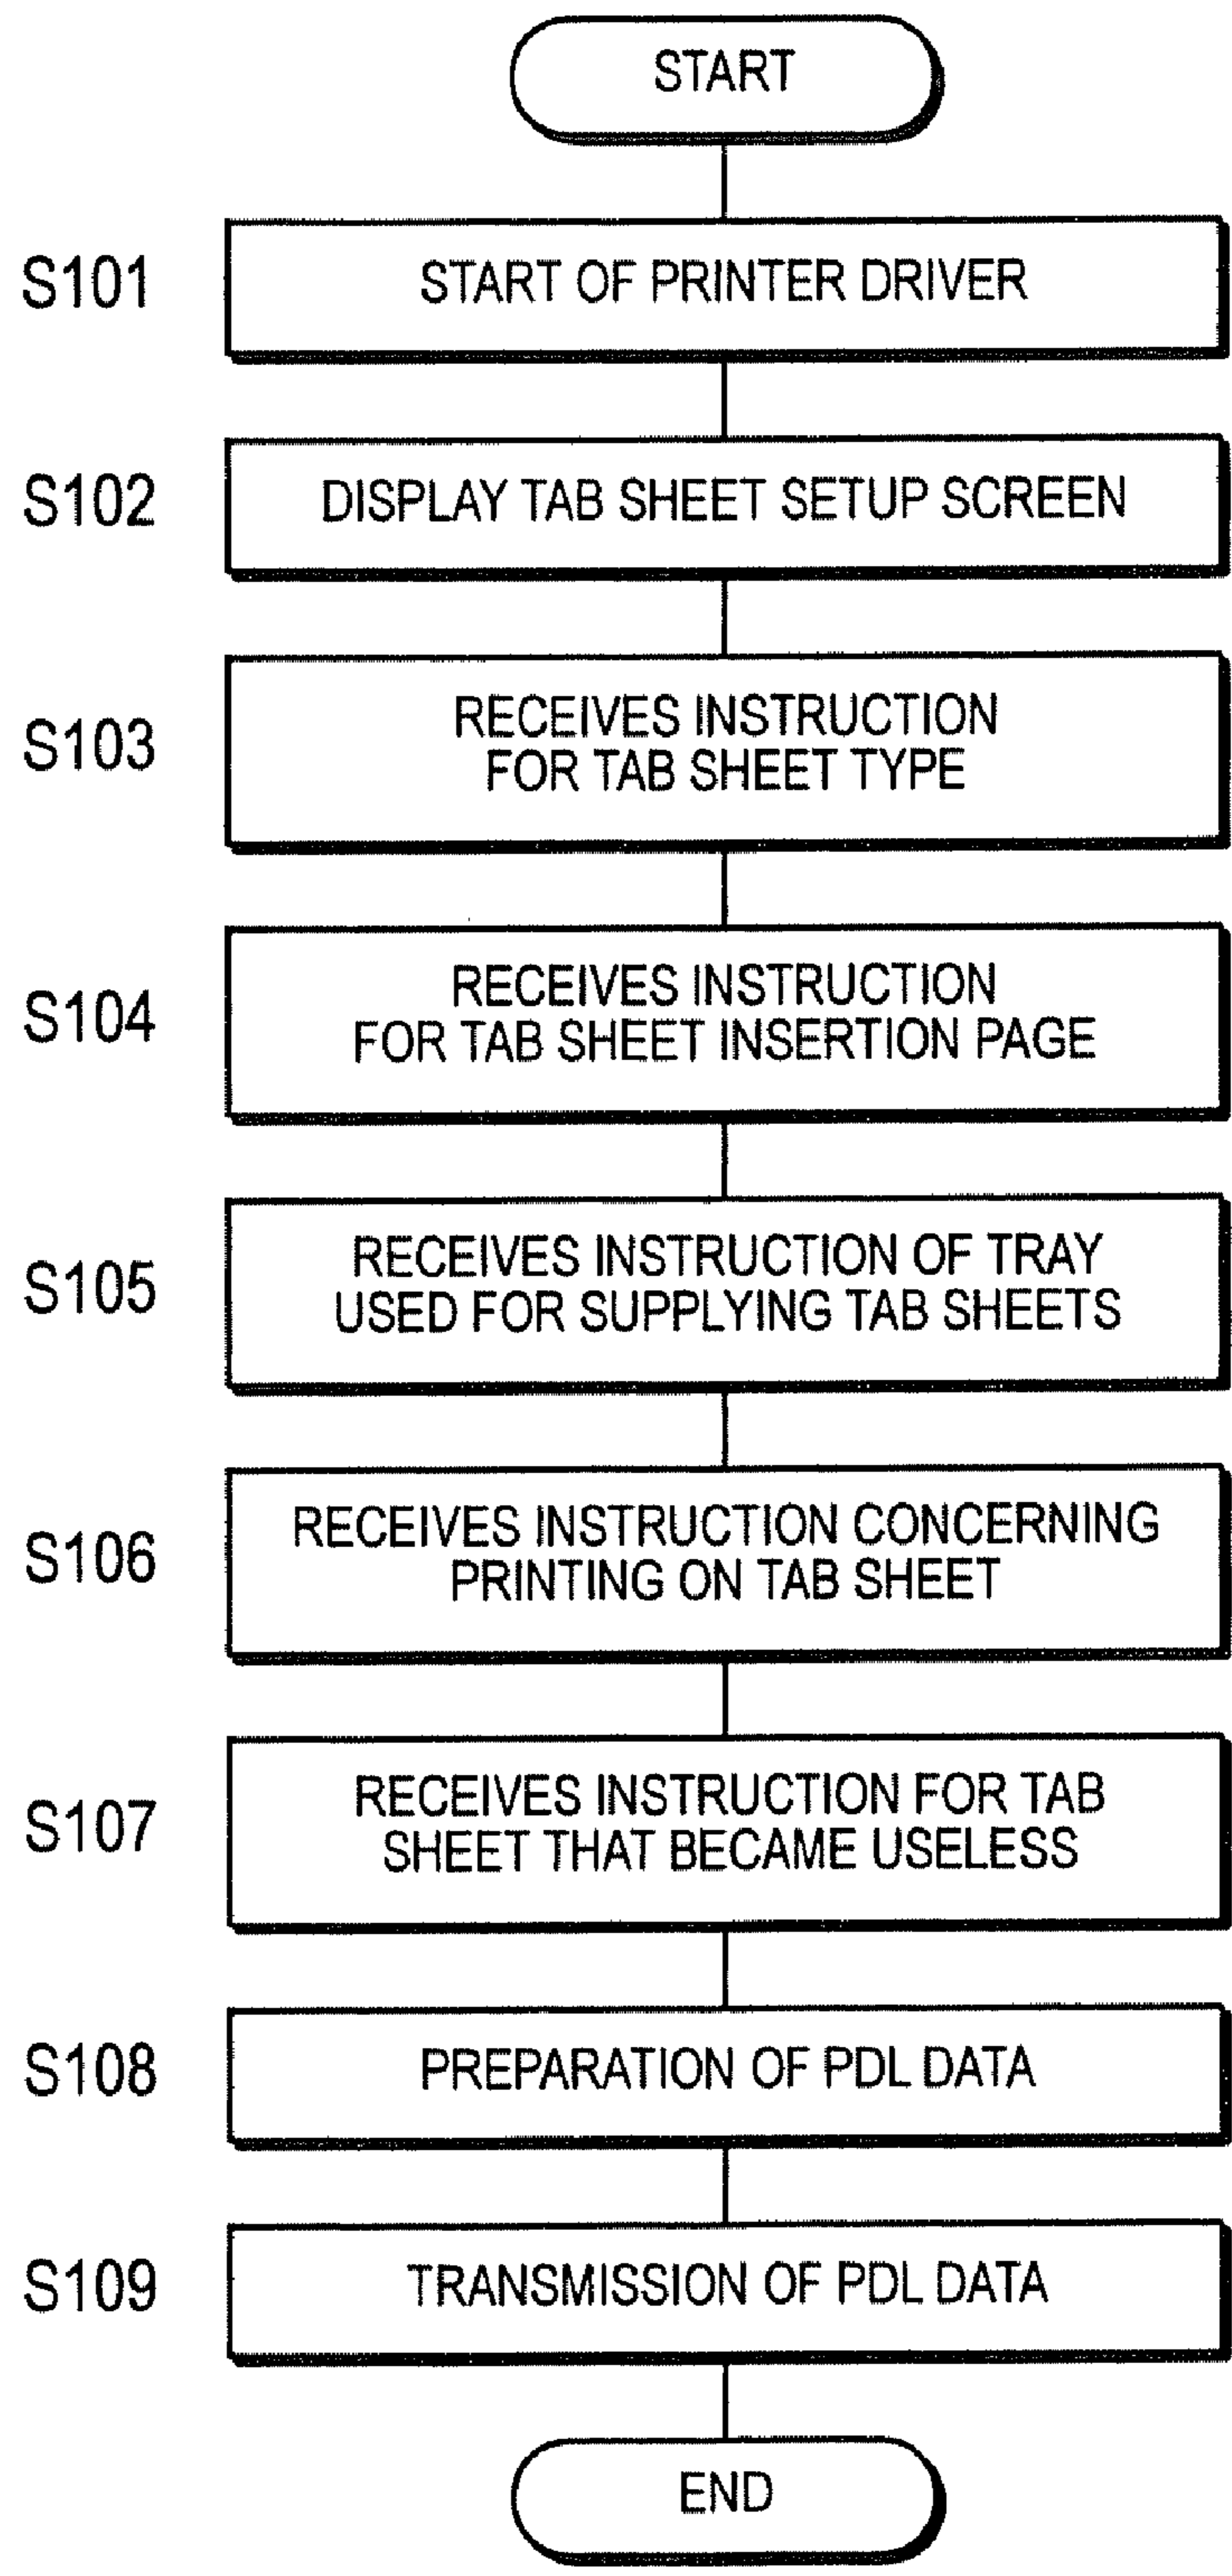 START
S101
START OF PRINTER DRIVER
S102
DISPLAY TAB SHEET SETUP SCREEN
S103
RECEIVES INSTRUCTION
FOR TAB SHEET TYPE
S104
RECEIVES INSTRUCTION
FOR TAB SHEET INSERTION PAGE
S105
RECEIVES INSTRUCTION OF TRAY
USED FOR SUPPLYING TAB SHEETS
S106
RECEIVES INSTRUCTION CONCERNING
PRINTING ON TAB SHEET
S107
RECEIVES INSTRUCTION FOR TAB
SHEET THAT BECAME USELESS
S108
PREPARATION OF PDL DATA
S109
TRANSMISSION OF PDL DATA
END